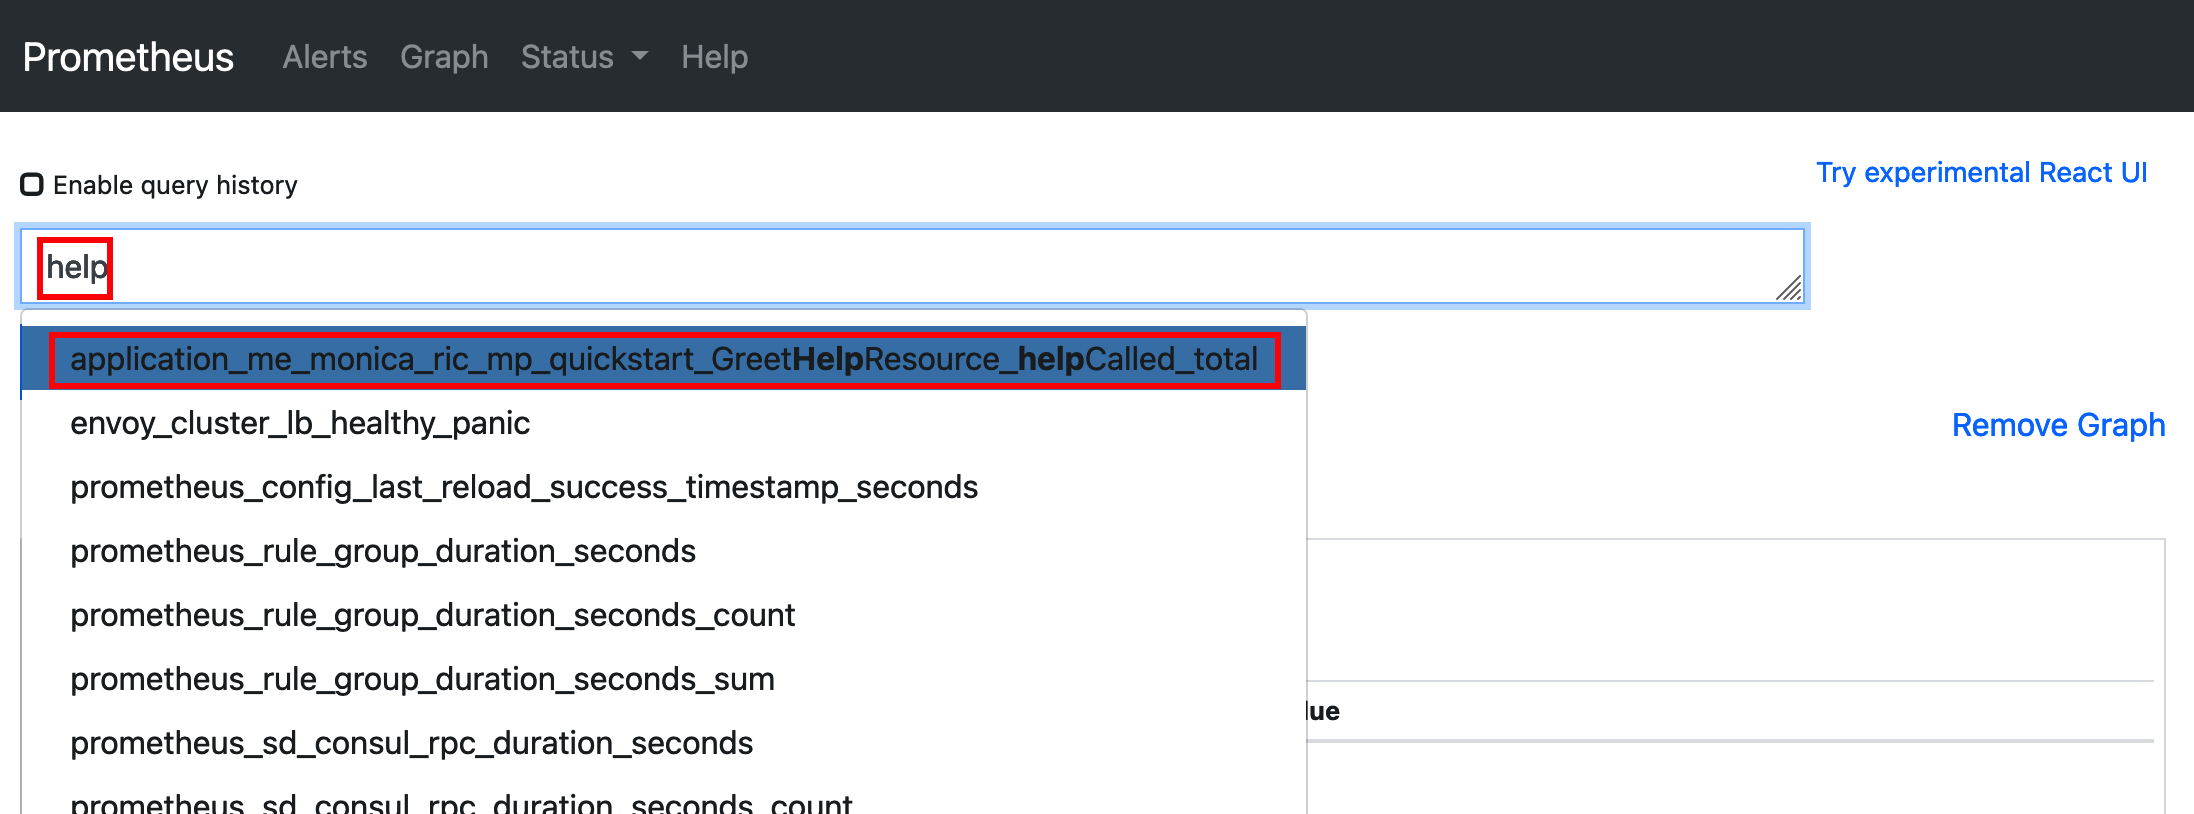 Prometheus Alerts Graph Status Help
Enable query history
Try experimental React UI
help
application_me_monica_ric_mp_quickstart_GreetHelpResource_helpCalled_total
envoy_cluster_lb_healthy_panic
Remove Graph
prometheus_config_last_reload_success_timestamp_seconds
prometheus_rule_group_duration_seconds
prometheus_rule_group_duration_seconds_count
prometheus_rule_group_duration_seconds_sum
lue
prometheus_sd_consul_rpc_duration_seconds
prometheus_sd_consul_rpc_duration_seconds_count